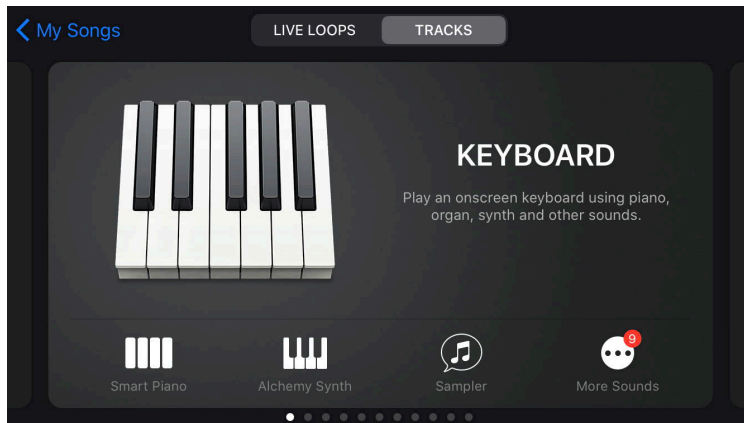 My Songs
LIVE LOOPS
TRACKS
KEYBOARD
Play an onscreen keyboard using piano,
organ, synth and other sounds.
9
Smart Piano
Alchemy Synth
Sampler
More Sounds